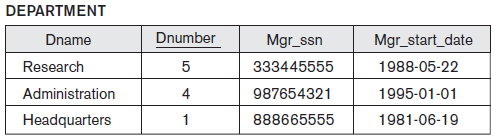 DEPARTMENT
Dname Dnumber Mgr_ssn Mgr_start_date
Research 5 333445555 1988-05-22
Administration 4 987654321 1995-01-01
Headquarters 1 888665555 1981-06-19